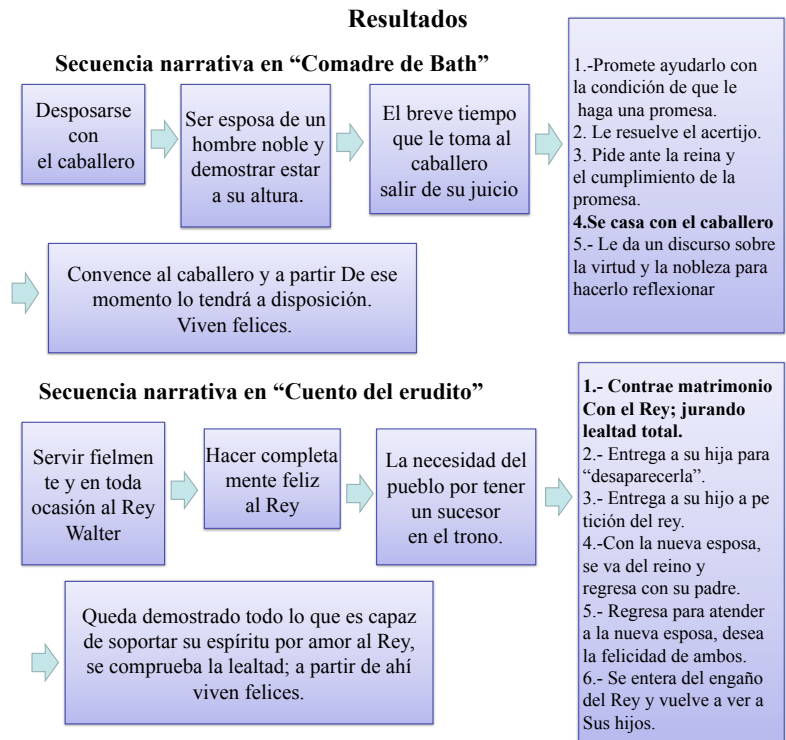 Resultados
Secuencia narrativa en “Comadre de Bath”
Desposarse
con
el caballero
Ser esposa de un
hombre noble y
demostrar estar
a su altura.
El breve tiempo
que le toma al
caballero
salir de su juicio
1.-Promete ayudarlo con
la condición de que le
haga una promesa.
2. Le resuelve el acertijo.
3. Pide ante la reina y
el cumplimiento de la
promesa.
4.Se casa con el caballero
5.- Le da un discurso sobre
la virtud y la nobleza para
hacerlo reflexionar
Convence al caballero y a partir De ese
momento lo tendrá a disposición.
Viven felices.
Secuencia narrativa en “Cuento del erudito”
Servir fielmen
te y en toda
ocasión al Rey
Walter
Hacer completa
mente feliz
al Rey
La necesidad del
pueblo por tener
un sucesor
en el trono.
1.- Contrae matrimonio
Con el Rey; jurando
lealtad total.
2.- Entrega a su hija para
“desaparecerla”.
3.- Entrega a su hijo a pe
tición del rey.
4.-Con la nueva esposa,
se va del reino y
regresa con su padre.
5.- Regresa para atender
a la nueva esposa, desea
la felicidad de ambos.
6.- Se entera del engaño
del Rey y vuelve a ver a
Sus hijos.
Queda demostrado todo lo que es capaz
de soportar su espíritu por amor al Rey,
se comprueba la lealtad; a partir de ahí
viven felices.